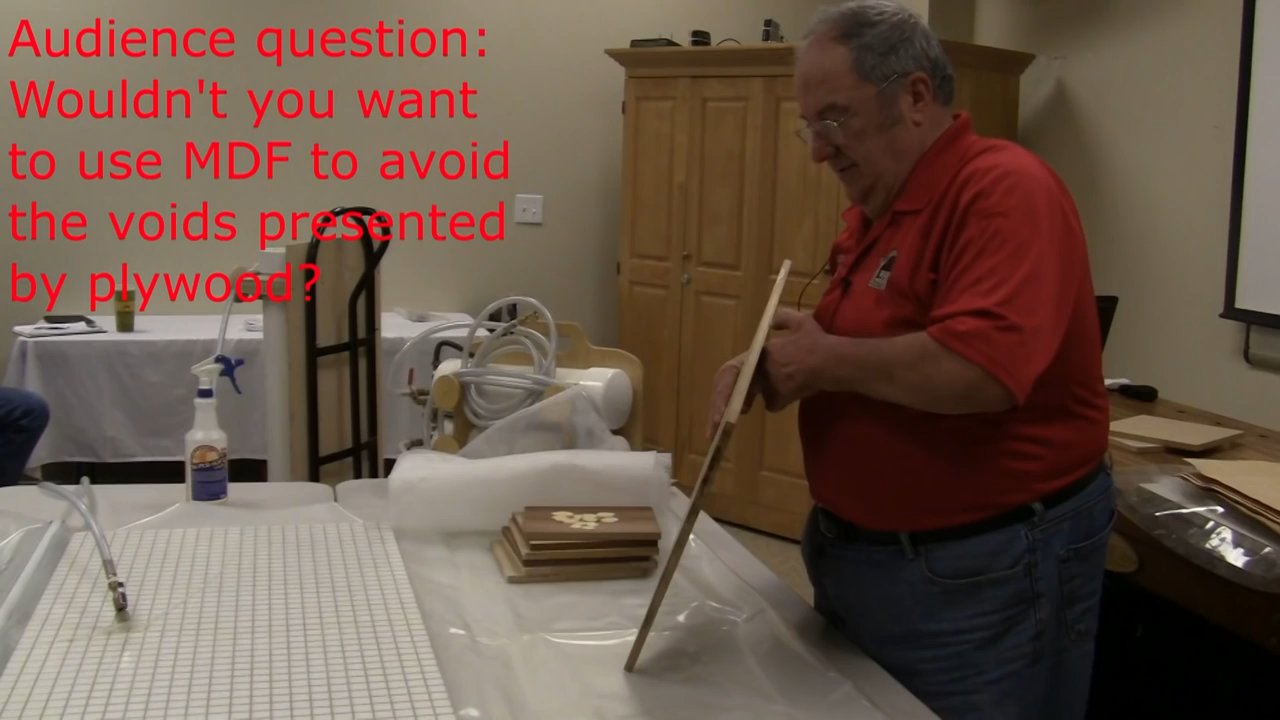 Audience question:
Wouldn't you want
to use MDF to avoid
the voids presented
by plywood?